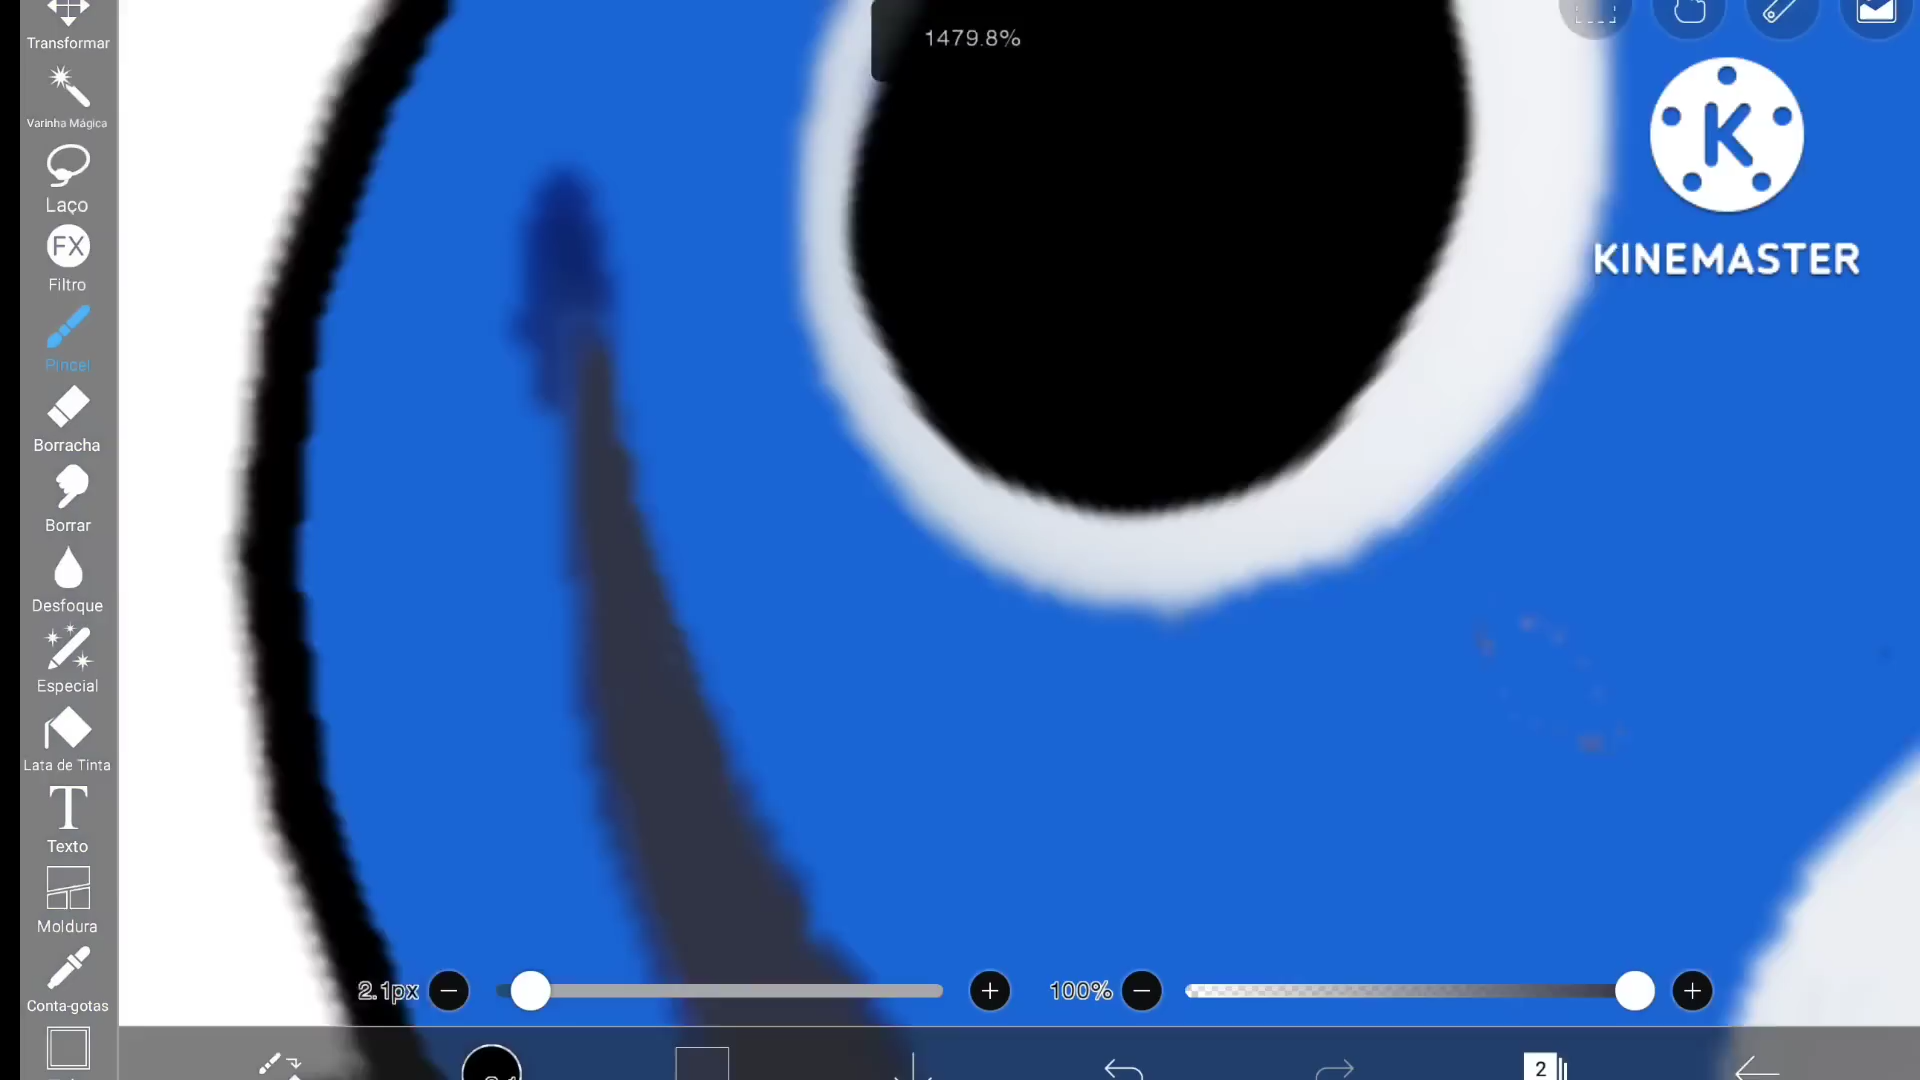 Transformar
1479.8%
Varinha Mágica
K
KINEMASTER
Laço
FX
Filtro
Pincel
Borracha
Borrar
Desfoque
Especial
Lata de Tinta
T
Texto
Moldura
2.1px
100%
Conta-gotas
2